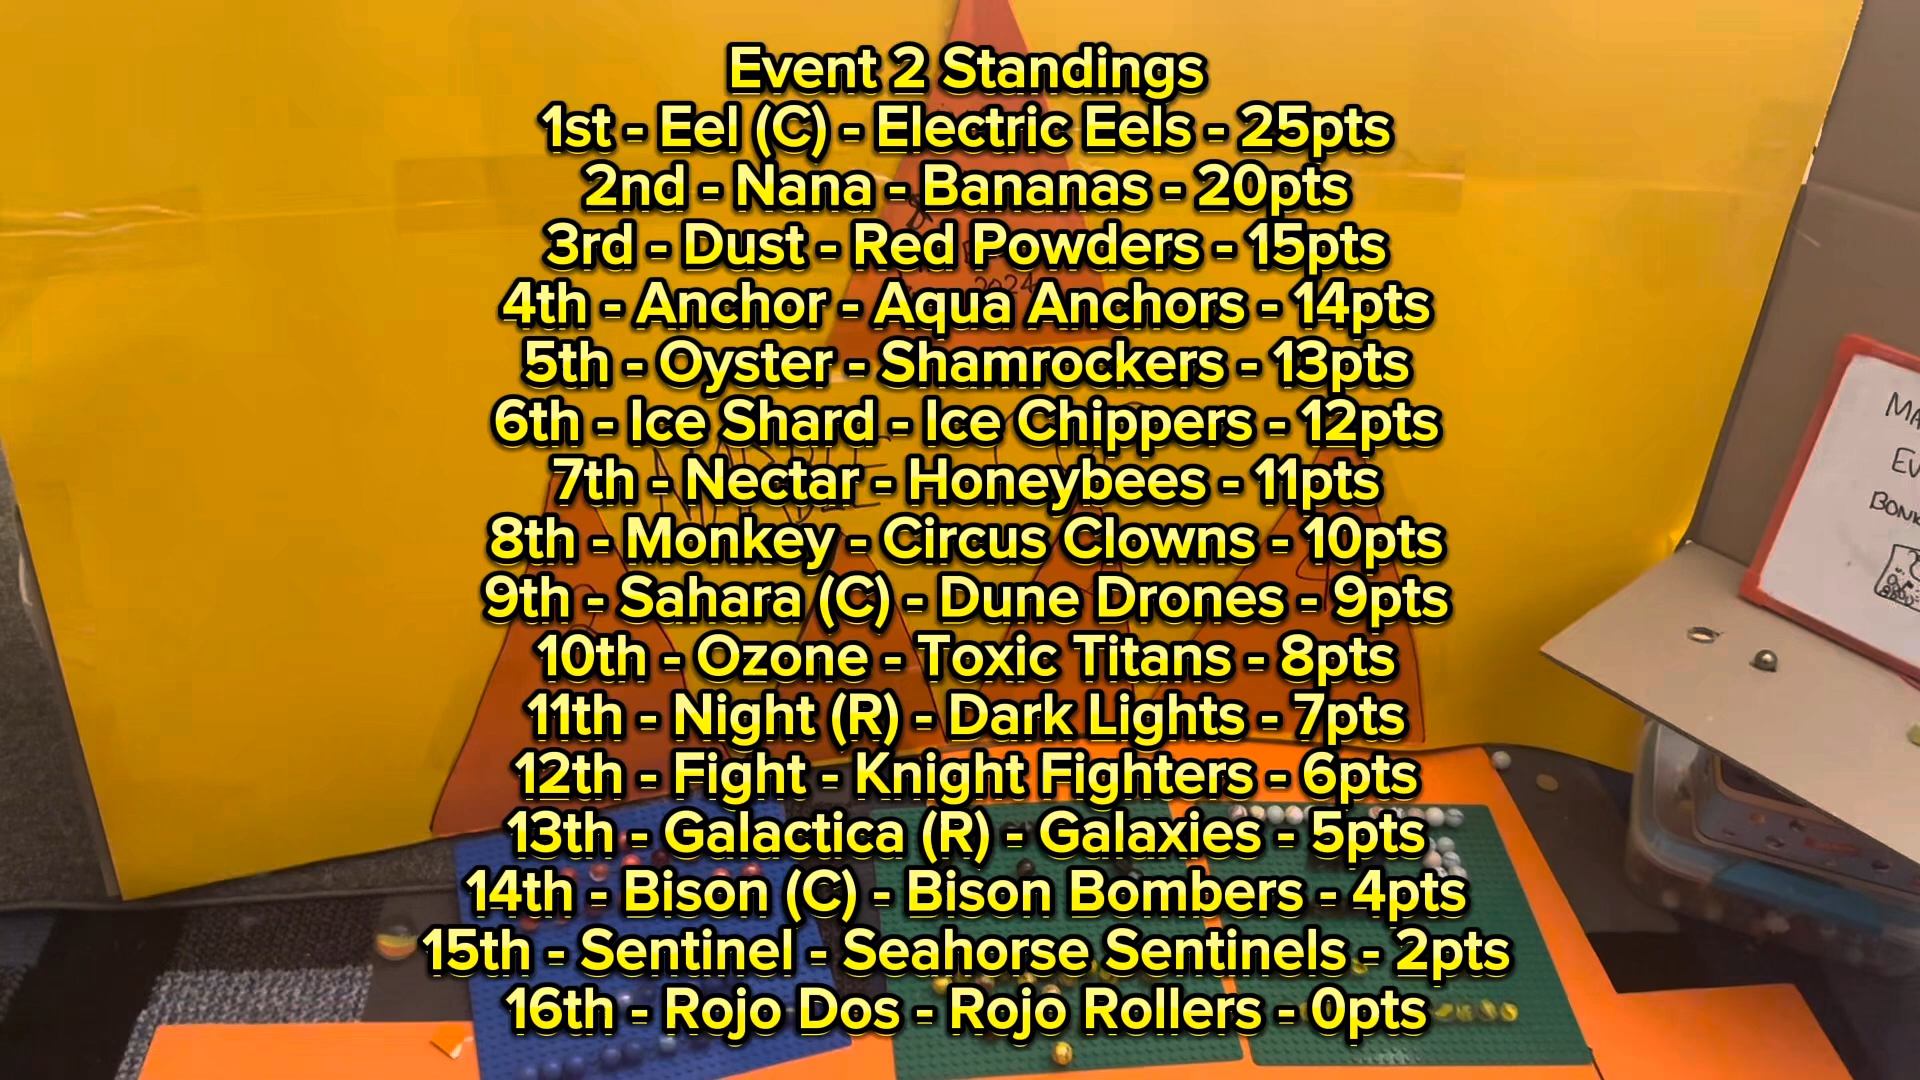 Event 2 Standings
1st - Eel (C) - Electric Eels - 25pts
2nd - Nana - Bananas - 20pts
3rd - Dust - Red Powders - 15pts
4th - Anchor - Aqua Anchors - 14pts
5th - Oyster - Shamrockers - 13pts
6th - Ice Shard - Ice Chippers - 12pts
7th - Nectar - Honeybees - 11pts
8th - Monkey - Circus Clowns - 10pts
9th - Sahara (C) - Dune Drones - 9pts
10th - Ozone - Toxic Titans - 8pts
11th - Night (R) - Dark Lights - 7pts
12th - Fight - Knight Fighters - 6pts
13th - Galactica (R) - Galaxies - 5pts
14th - Bison (C) - Bison Bombers - 4pts
15th - Sentinel - Seahorse Sentinels - 2pts
16th - Rojo Dos - Rojo Rollers - 0pts
2024